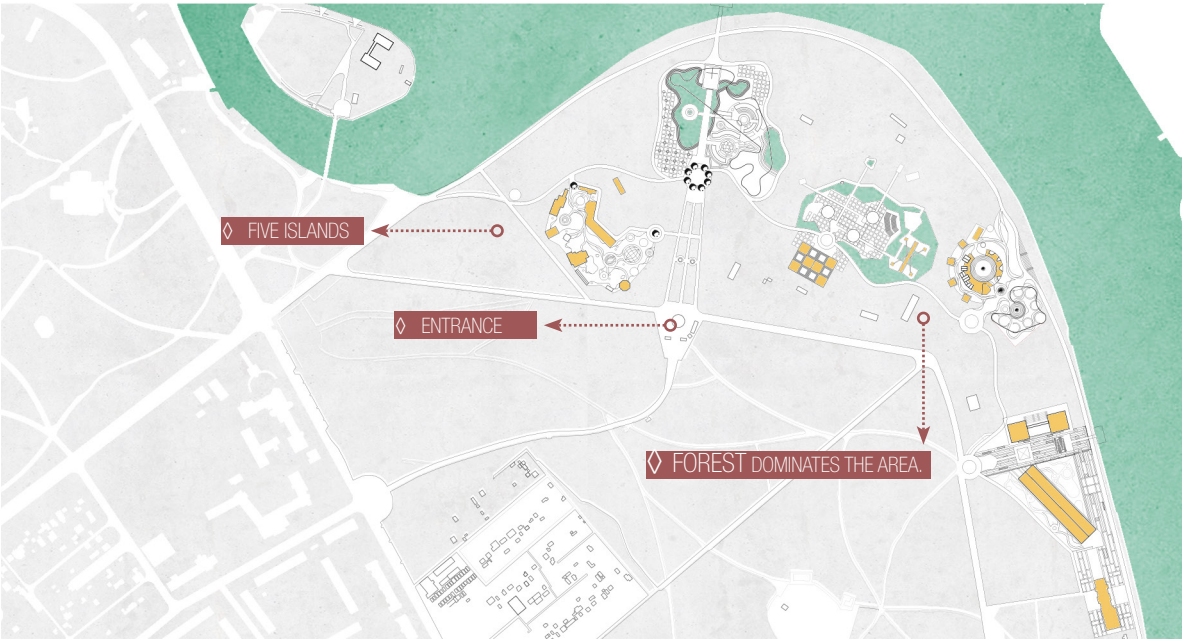 FIVE ISLANDS
ENTRANCE
FOREST DOMINATES THE AREA.